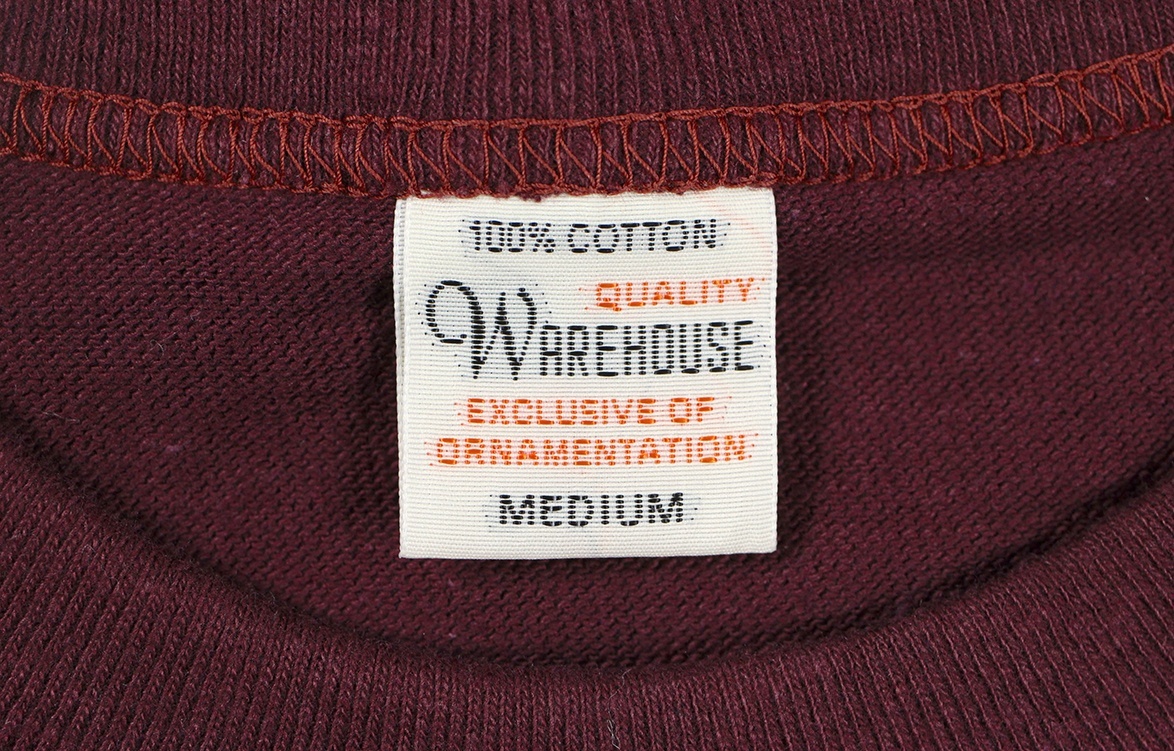 100% COTTON
QUALITY
WAREHOUSE
EXCLUSIVE OF
ORNAMENTATION
MEDIUM